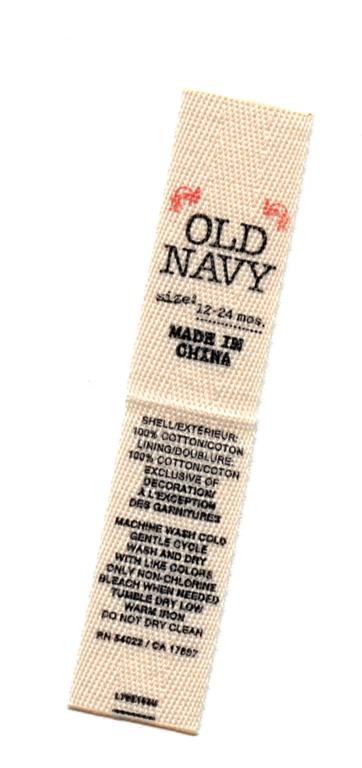 OLD
NAVY
size: 12-24 mos.
MADE IN
CHINA
SHELL/EXTÉRIEUR:
100% COTTON/COTON
LINING/DOUBLURE:
100% COTTON/COTON
EXCLUSIVE OF
DECORATION/
À L'EXCEPTION
DES GARNITURES
MACHINE WASH COLD
GENTLE CYCLE
WASH AND DRY
WITH LIKE COLORS
ONLY NON-CHLORINE
BLEACH WHEN NEEDED
TUMBLE DRY LOW
WARM IRON
DO NOT DRY CLEAN
RN 54023 / CA 17897